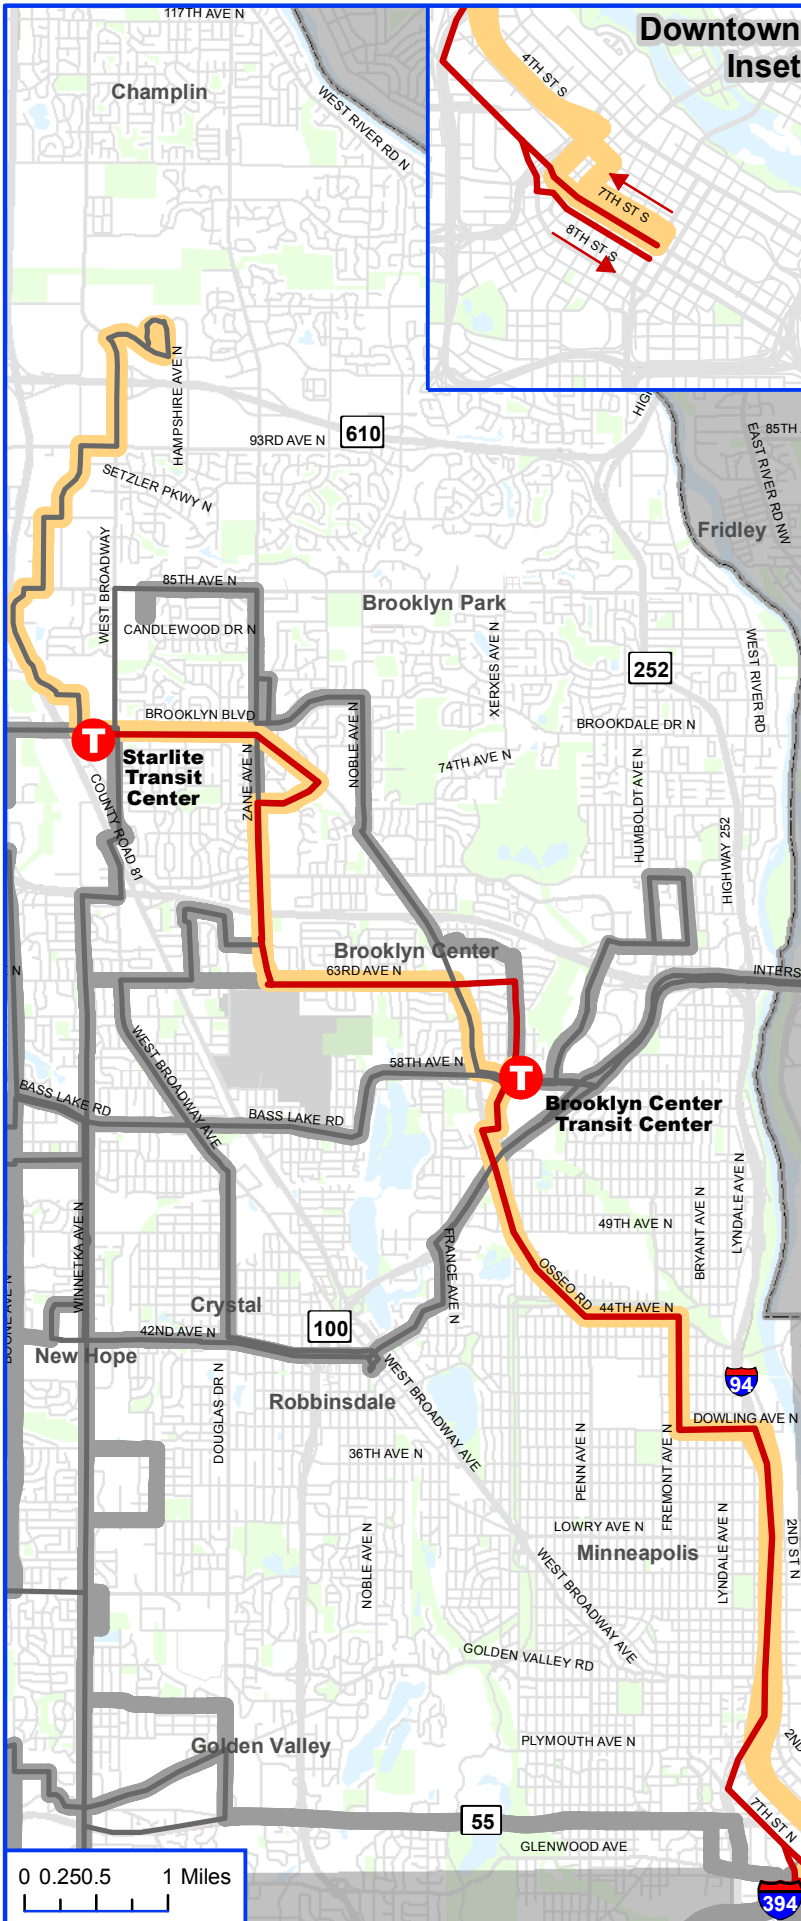 117TH AVE N
Champlin
WEST RIVER RD N
Downtown
Inset
4TH ST S
7TH ST S
8TH ST S
HAMPSHIRE AVE N
610
93RD AVE N
SETZLER PKWY N
EAST RIVER RD NW
85TH
Fridley
WEST BROADWAY
85TH AVE N
CANDLEWOOD DR N
Brooklyn Park
XERXES AVE N
252
WEST RIVER RD
BROOKLYN BLVD
NOBLE AVE N
BROOKDALE DR N
T
Starlite
Transit
Center
ZANE AVE N
74TH AVE N
HUMBOLDT AVE N
COUNTY ROAD 81
HIGHWAY 252
Brooklyn Center
63RD AVE N
N
INTERS
WEST BROADWAY AVE
58TH AVE N
T
Brooklyn Center
Transit Center
BASS LAKE RD
BASS LAKE RD
WINNETKA AVE N
FRANCE AVE N
49TH AVE N
BRYANT AVE N
LYNDALE AVE N
OSSEO RD
44TH AVE N
BOONE AVE N
Crystal
42ND AVE N
100
New Hope
94
DOUGLAS DR N
Robbinsdale
WEST BROADWAY AVE
DOWLING AVE N
36TH AVE N
PENN AVE N
FREMONT AVE N
LOWRY AVE N
LYNDALE AVE N
2ND ST N
Minneapolis
NOBLE AVE N
WEST BROADWAY AVE
GOLDEN VALLEY RD
Golden Valley
PLYMOUTH AVE N
2ND
7TH ST N
55
GLENWOOD AVE
0 0.250.5 1 Miles
394